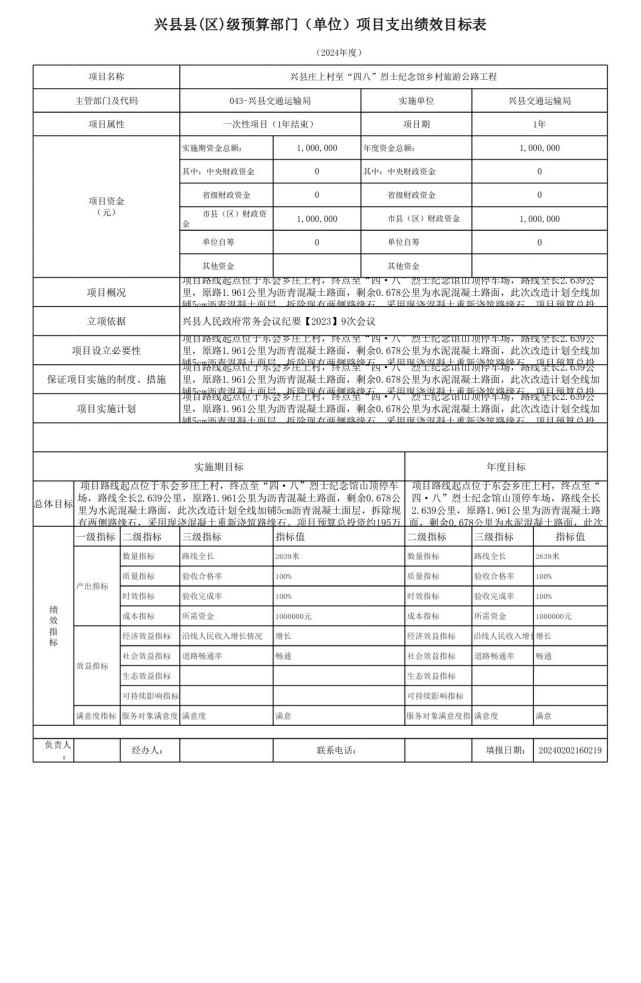 兴县县(区)级预算部门（单位）项目支出绩效目标表
（2024年度）
项目名称 兴县庄上村至“四八”烈士纪念馆乡村旅游公路工程
主管部门及代码 043-兴县交通运输局 实施单位 兴县交通运输局
项目属性 一次性项目（1年结束） 项目期 1年
项目资金
（元）
实施期资金总额: 1,000,000 年度资金总额: 1,000,000
其中: 中央财政资金 0 其中: 中央财政资金 0
省级财政资金 0 省级财政资金 0
市县（区）财政资金 1,000,000 市县（区）财政资金 1,000,000
单位自筹 0 单位自筹 0
其他资金 其他资金
项目概况
项目路线起点位于东会乡庄上村，终点至“四·八”烈士纪念馆山顶停车场，路线全长2.639公
里，原路1.961公里为沥青混凝土路面，剩余0.678公里为水泥混凝土路面，此次改造计划全线加
铺5cm沥青混凝土面层，拆除现有两侧路缘石，采用现浇混凝土重新浇筑路缘石。项目预算总投
立项依据 兴县人民政府常务会议纪要【2023】9次会议
项目设立必要性
项目路线起点位于东会乡庄上村，终点至“四·八”烈士纪念馆山顶停车场，路线全长2.639公
里，原路1.961公里为沥青混凝土路面，剩余0.678公里为水泥混凝土路面，此次改造计划全线加
铺5cm沥青混凝土面层，拆除现有两侧路缘石，采用现浇混凝土重新浇筑路缘石。项目预算总投
保证项目实施的制度、措施
项目路线起点位于东会乡庄上村，终点至“四·八”烈士纪念馆山顶停车场，路线全长2.639公
里，原路1.961公里为沥青混凝土路面，剩余0.678公里为水泥混凝土路面，此次改造计划全线加
铺5cm沥青混凝土面层，拆除现有两侧路缘石，采用现浇混凝土重新浇筑路缘石。项目预算总投
项目实施计划
项目路线起点位于东会乡庄上村，终点至“四·八”烈士纪念馆山顶停车场，路线全长2.639公
里，原路1.961公里为沥青混凝土路面，剩余0.678公里为水泥混凝土路面，此次改造计划全线加
铺5cm沥青混凝土面层，拆除现有两侧路缘石，采用现浇混凝土重新浇筑路缘石。项目预算总投
实施期目标 年度目标
总体目标
项目路线起点位于东会乡庄上村，终点至“四·八”烈士纪念馆山顶停车
场，路线全长2.639公里，原路1.961公里为沥青混凝土路面，剩余0.678公
里为水泥混凝土路面，此次改造计划全线加铺5cm沥青混凝土面层，拆除现
有两侧路缘石，采用现浇混凝土重新浇筑路缘石。项目预算总投资约195万
项目路线起点位于东会乡庄上村，终点至“
四·八”烈士纪念馆山顶停车场，路线全长
2.639公里，原路1.961公里为沥青混凝土路
面，剩余0.678公里为水泥混凝土路面，此次
绩效指标
一级指标 二级指标 三级指标 指标值 二级指标 三级指标 指标值
产出指标
数量指标 路线全长 2639米 数量指标 路线全长 2639米
质量指标 验收合格率 100% 质量指标 验收合格率 100%
时效指标 验收完成率 100% 时效指标 验收完成率 100%
成本指标 所需资金 1000000元 成本指标 所需资金 1000000元
效益指标
经济效益指标 沿线人民收入增长情况 增长 经济效益指标 沿线人民收入增 增长
社会效益指标 道路畅通率 畅通 社会效益指标 道路畅通率 畅通
生态效益指标 生态效益指标
可持续影响指标 可持续影响指标
满意度指标 服务对象满意度 满意度 满意 服务对象满意度指 满意度 满意
负责人: 经办人: 联系电话: 填报日期: 20240202160219